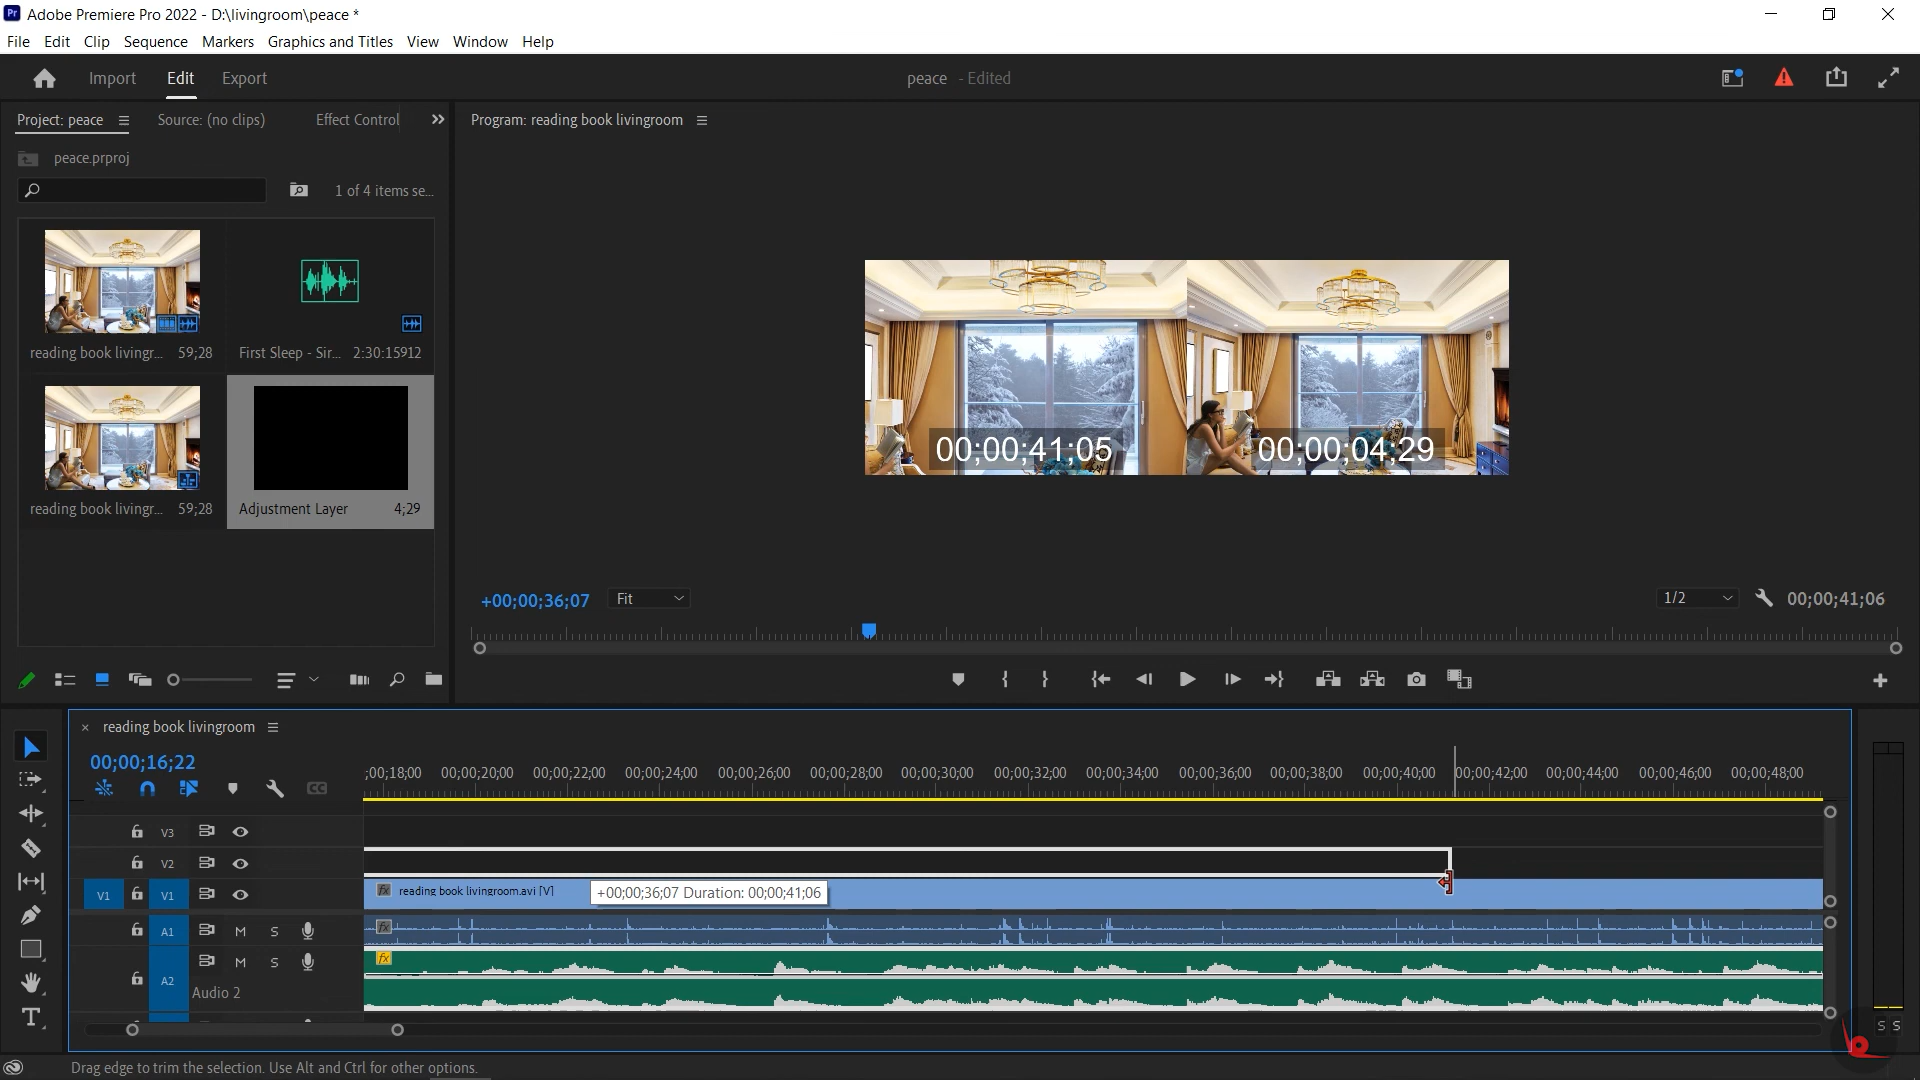 Adobe Premiere Pro 2022 - D:\livingroom\peace *
File Edit Clip Sequence Markers Graphics and Titles View Window Help
Import Edit Export
peace - Edited
Project: peace Source: (no clips) Effect Control
Program: reading book livingroom
peace.prproj
1 of 4 items se...
reading book livingr... 59;28
First Sleep - Sir... 2:30:15912
reading book livingr... 59;28
Adjustment Layer 4;29
00;00;41;05 00;00;04;29
+00;00;36;07 Fit
1/2 00;00;41;06
reading book livingroom
00;00;16;22
;00;18;00 00;00;20;00 00;00;22;00 00;00;24;00 00;00;26;00 00;00;28;00 00;00;30;00 00;00;32;00 00;00;34;00 00;00;36;00 00;00;38;00 00;00;40;00 00;00;42;00 00;00;44;00 00;00;46;00 00;00;48;00
V3
V2
V1 V1 fx reading book livingroom.avi [V]
+00;00;36;07 Duration: 00;00;41;06
A1 M S fx
A2 M S fx
Audio 2
S S
Drag edge to trim the selection. Use Alt and Ctrl for other options.